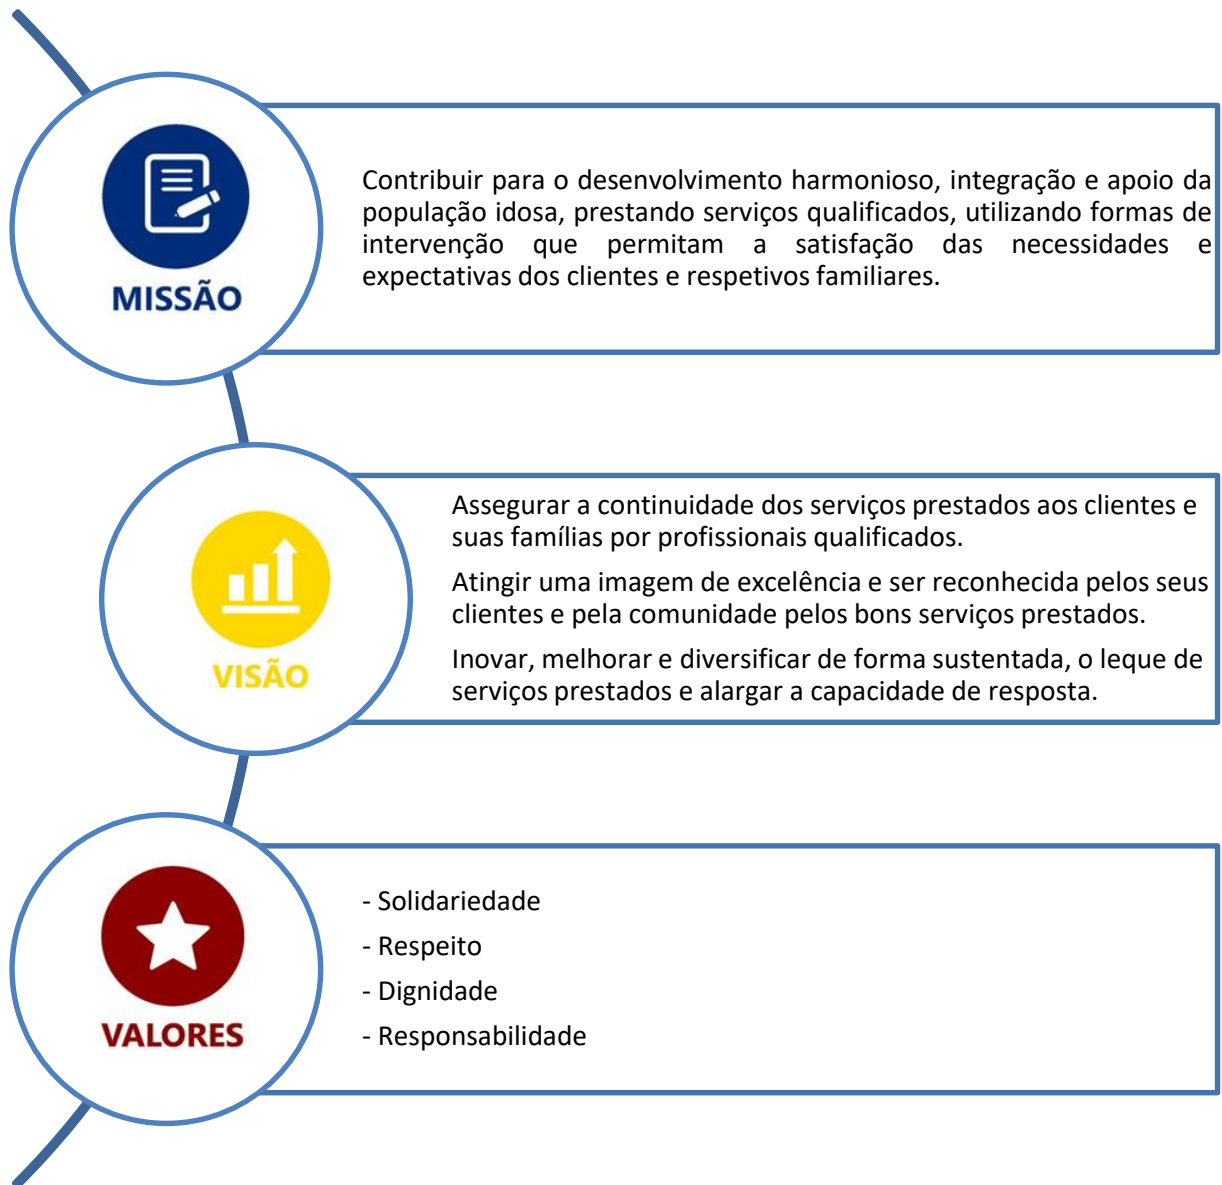 MISSÃO
Contribuir para o desenvolvimento harmonioso, integração e apoio da
população idosa, prestando serviços qualificados, utilizando formas de
intervenção que permitam a satisfação das necessidades e
expectativas dos clientes e respetivos familiares.
VISÃO
Assegurar a continuidade dos serviços prestados aos clientes e
suas famílias por profissionais qualificados.
Atingir uma imagem de excelência e ser reconhecida pelos seus
clientes e pela comunidade pelos bons serviços prestados.
Inovar, melhorar e diversificar de forma sustentada, o leque de
serviços prestados e alargar a capacidade de resposta.
VALORES
- Solidariedade
- Respeito
- Dignidade
- Responsabilidade